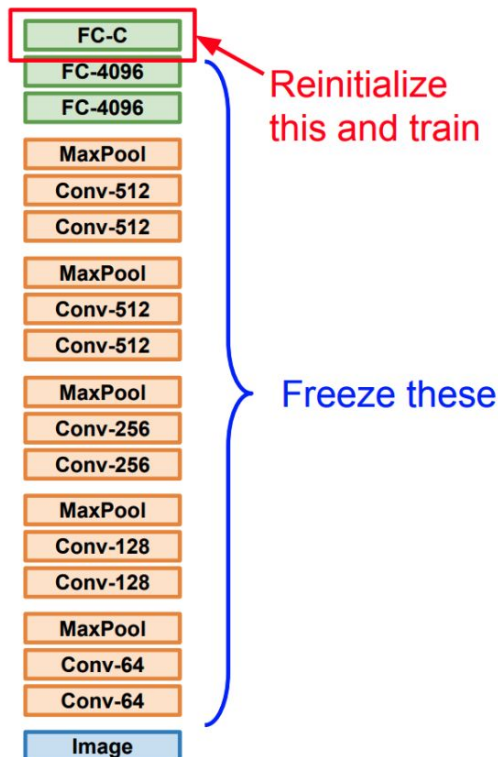 FC-C
FC-4096
FC-4096
MaxPool
Conv-512
Conv-512
MaxPool
Conv-512
Conv-512
MaxPool
Conv-256
Conv-256
MaxPool
Conv-128
Conv-128
MaxPool
Conv-64
Conv-64
Image
Reinitialize
this and train
Freeze these